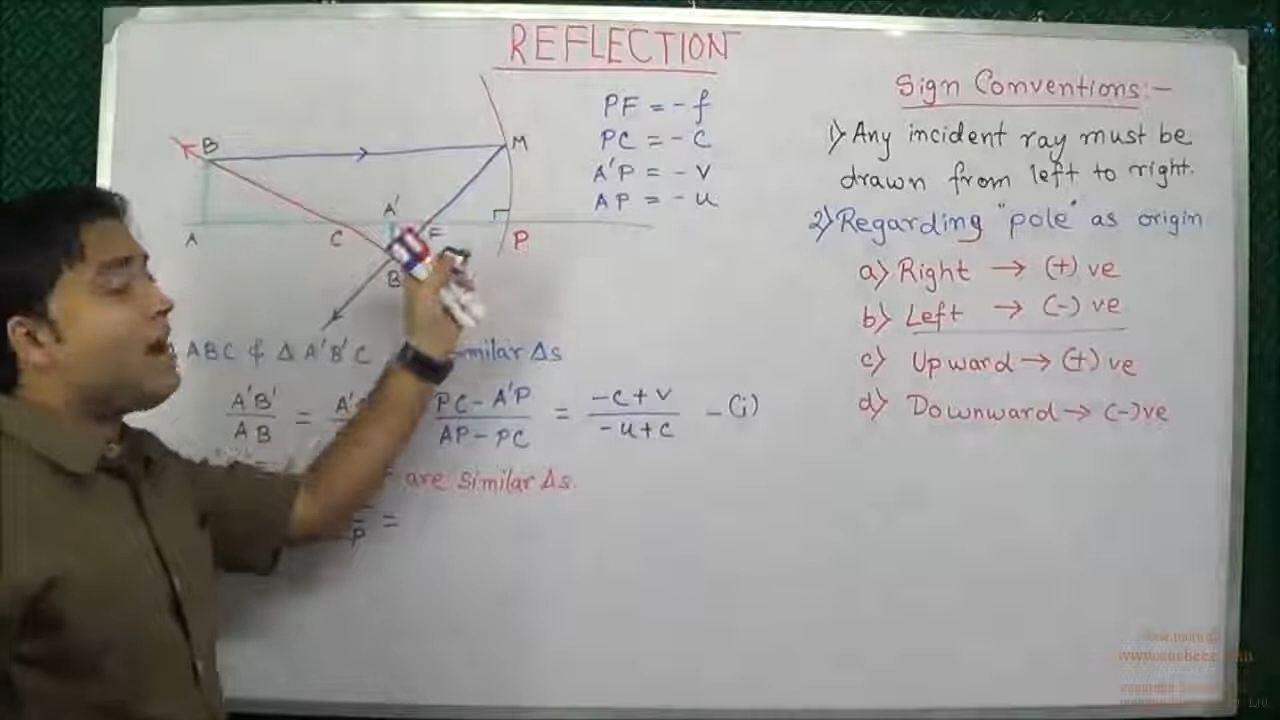 REFLECTION
B
M
A'
A
C
F
P
B
PF = -f
PC = -c
A'P = -v
AP = -u
ABC & Δ A'B'C
milar Δs
A'B'
AB
=
A'
PC - A'P
AP - PC
=
-c + v
-u + c
- (i)
are similar Δs.
P
=
Sign Conventions:-
1) Any incident ray must be
drawn from left to right.
2) Regarding "pole" as origin
a) Right → (+) ve
b) Left → (-) ve
c) Upward → (+) ve
d) Downward → (-) ve